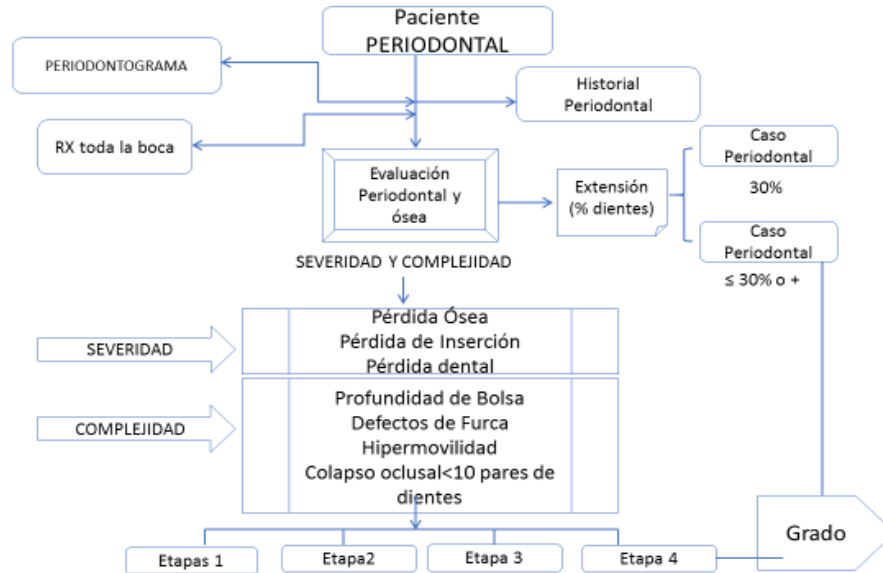 Paciente
PERIODONTAL
PERIODONTOGRAMA
Historial
Periodontal
RX toda la boca
Evaluación
Periodontal y
ósea
Extensión
(% dientes)
Caso
Periodontal
30%
Caso
Periodontal
≤ 30% o +
SEVERIDAD Y COMPLEJIDAD
SEVERIDAD
Pérdida Ósea
Pérdida de Inserción
Pérdida dental
COMPLEJIDAD
Profundidad de Bolsa
Defectos de Furca
Hipermovilidad
Colapso oclusal<10 pares de
dientes
Etapas 1
Etapa2
Etapa 3
Etapa 4
Grado